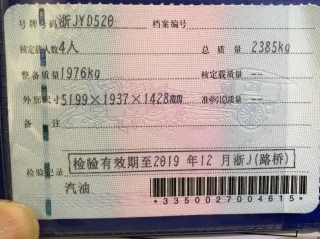 号牌号码 浙JYD520 档案编号
核定载人数 4人 总质量 2385kg
整备质量 1976kg 核定载质量 --
外廓尺寸 5199×1937×1428mm 准牵引总质量 --
备注
检验有效期至2019年12月浙J(路桥)
检验记录
汽油
*3350027004615*